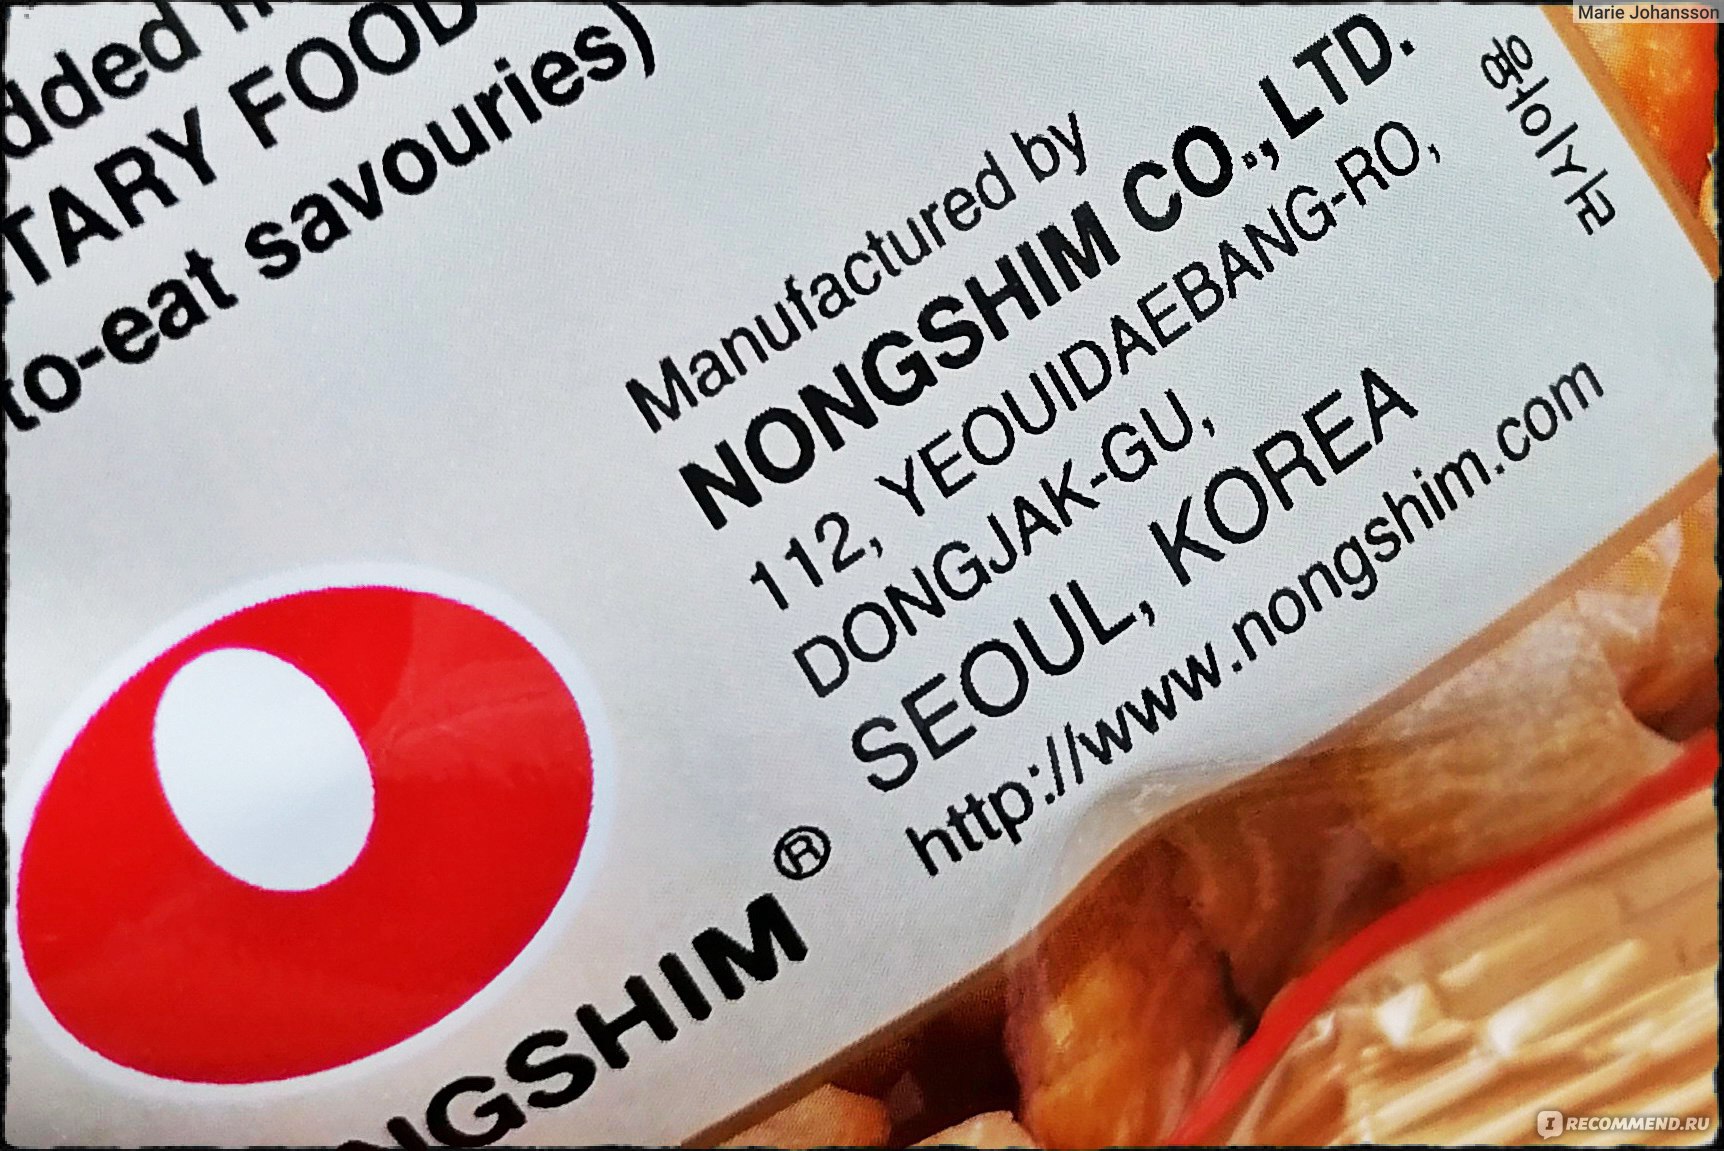 Marie Johansson
dded in
TARY FOOD
to-eat savouries)
Manufactured by
NONGSHIM CO.,LTD.
112, YEOUIDAEBANG-RO,
DONGJAK-GU,
SEOUL, KOREA
http://www.nongshim.com
NGSHIM®
IRECOMMEND.RU